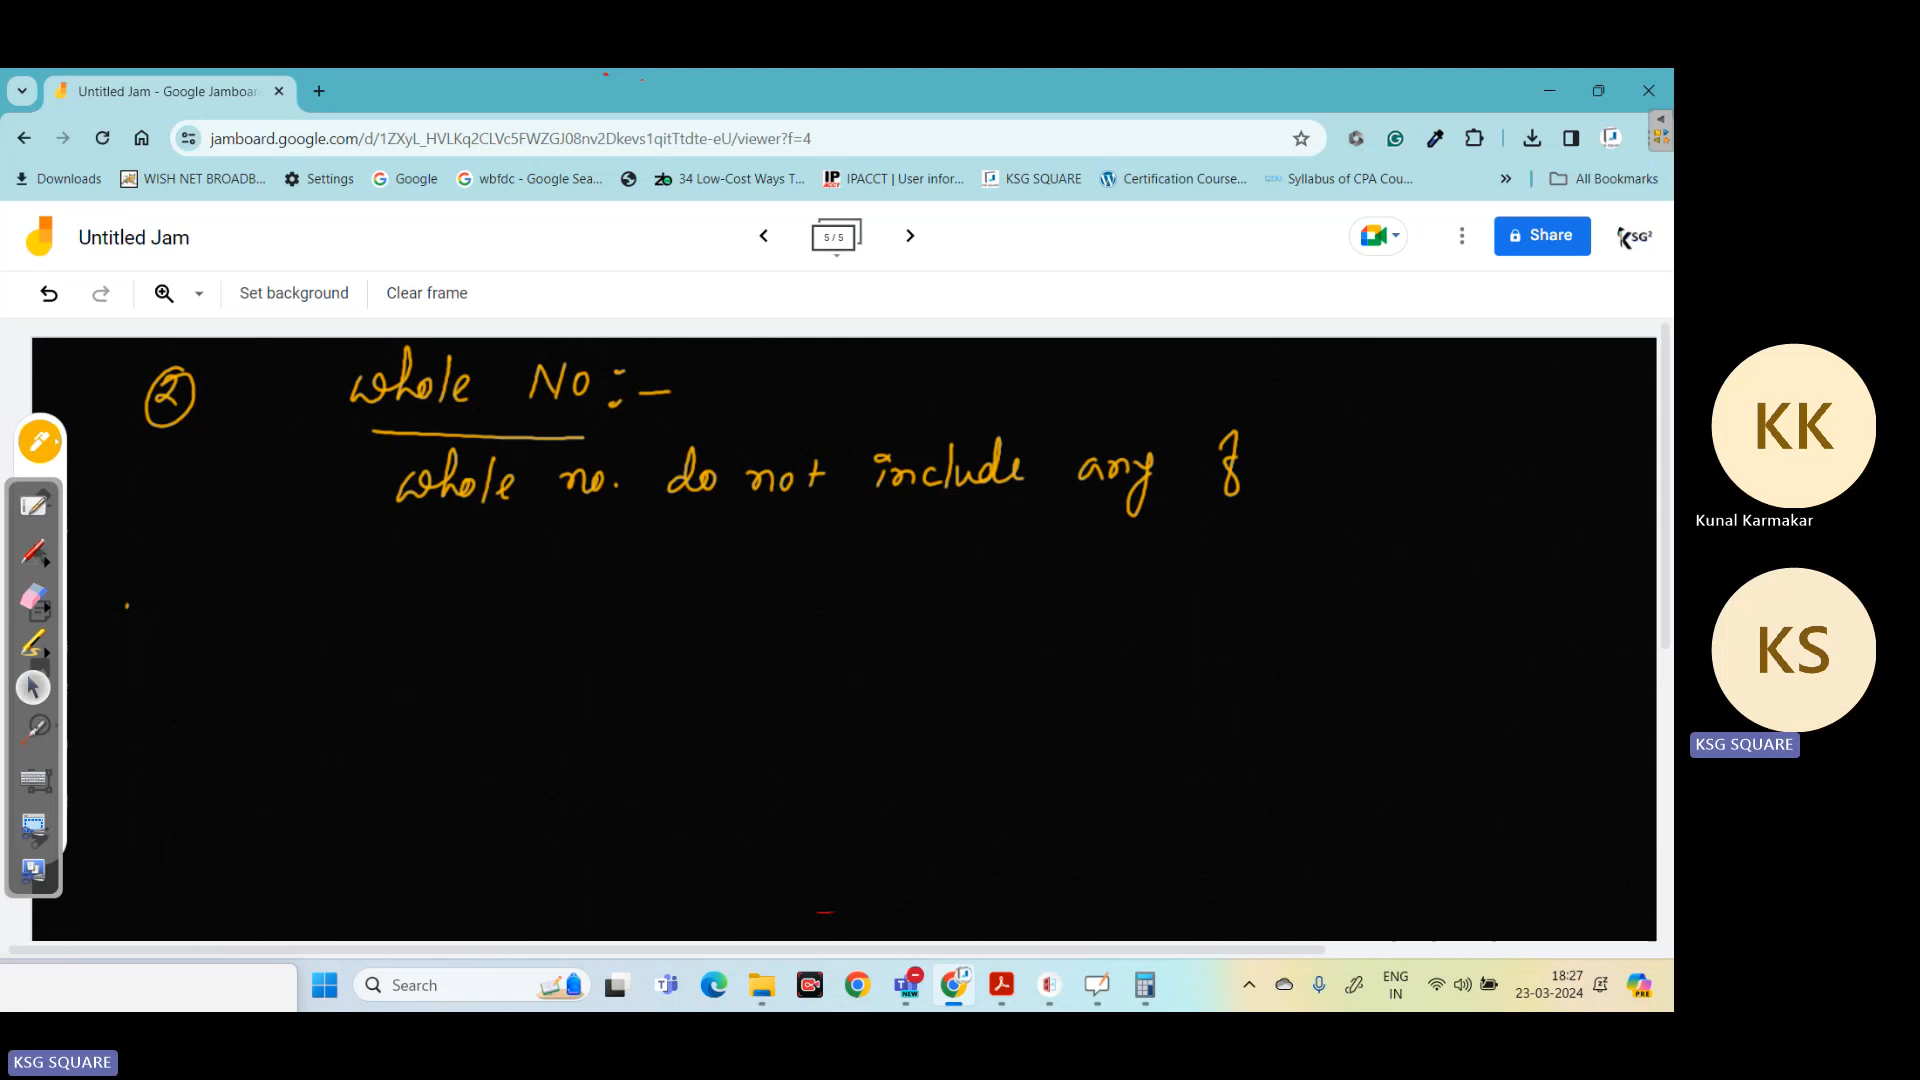 Untitled Jam - Google Jamboar
jamboard.google.com/d/1ZXyL_HVLKq2CLVc5FWZGJ08nv2Dkevs1qitTtdte-eU/viewer?f=4
Downloads WISH NET BROADB... Settings Google wbfdc - Google Sea... 34 Low-Cost Ways T... IPACCT | User infor... KSG SQUARE Certification Course... Syllabus of CPA Cou... » All Bookmarks
Untitled Jam 5 / 5 Share KSG²
Set background Clear frame
② whole No :-
whole no. do not include any
KK
Kunal Karmakar
KS
KSG SQUARE
Search ENG 18:27
IN 23-03-2024
KSG SQUARE